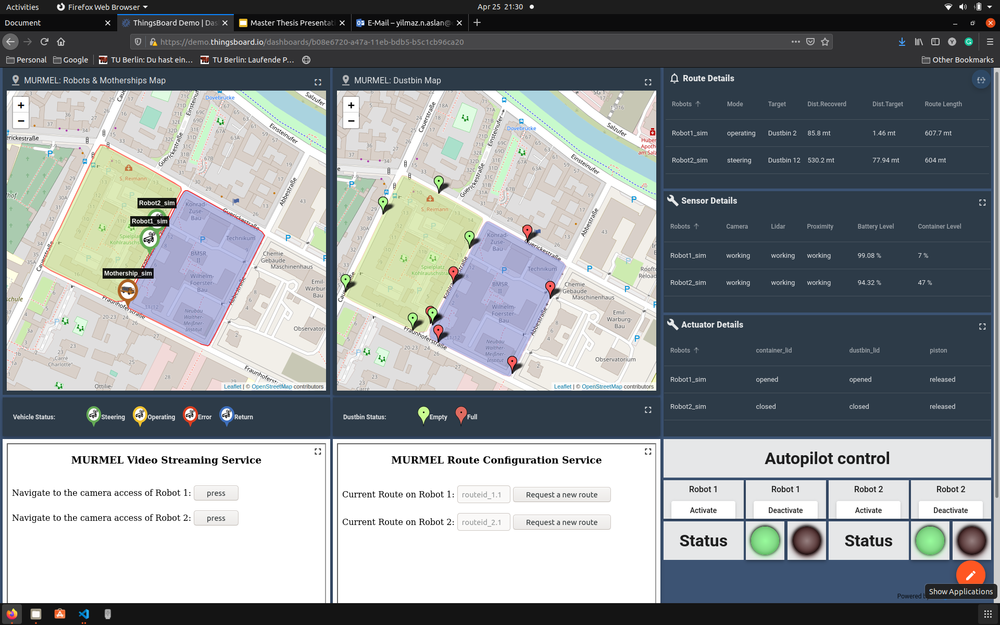 Activities
Firefox Web Browser
Apr 25 21:30
Document
ThingsBoard Demo | Das
Master Thesis Presentati
E-Mail – yilmaz.n.aslan@
https://demo.thingsboard.io/dashboards/b08e6720-a47a-11eb-bdb5-b5c1cb96ca20
Personal
Google
TU Berlin: Du hast ein…
TU Berlin: Laufende P…
Other Bookmarks
MURMEL: Robots & Motherships Map
+
−
Dovebrücke
Salzufer
Einsteinufer
Guerickestraße
S. Reimann
Abbestraße
Robot2_sim
Robot1_sim
Konrad-
Zuse-
Bau
Guerickestraße
Technikum
BMSR
II
Chemie
Gebäude
Maschinenhaus
Cauerstraße
Mothership_sim
Wilhelm-
Foerster-
Bau
Abbestraße
Emil-
Warburg-
Bau
Fraunhoferstraße
Neubau
Walther-
Meißner-
Institut
Observatori
„Carré
Charlotte“
Ottilie-
Leaflet | © OpenStreetMap contributors
MURMEL: Dustbin Map
+
−
Cauerstraße
Einsteinufer
Dovebrücke
Salzufer
Einsteinufer
Guerickestraße
S. Reimann
Abbestraße
Konrad-
Zuse-
Bau
Guerickestraße
Technikum
BMSR
II
Chemie
Gebäude
Maschinenhaus
Wilhelm-
Foerster-
Bau
Abbestraße
Emil-
Warburg-
Bau
Fraunhoferstraße
Neubau
Walther-
Meißner-
Institut
Observatorium
„Carré
Leaflet | © OpenStreetMap contributors
Route Details
Robots Mode Target Dist.Recoverd Dist.Target Route Length
Robot1_sim operating Dustbin 2 85.8 mt 1.46 mt 607.7 mt
Robot2_sim steering Dustbin 12 530.2 mt 77.94 mt 604 mt
Sensor Details
Robots Camera Lidar Proximity Battery Level Container Level
Robot1_sim working working working 99.08 % 7 %
Robot2_sim working working working 94.32 % 47 %
Actuator Details
Robots container_lid dustbin_lid piston
Robot1_sim opened opened released
Robot2_sim closed closed released
Vehicle Status: Steering Operating Error Return
Dustbin Status: Empty Full
MURMEL Video Streaming Service
Navigate to the camera access of Robot 1: press
Navigate to the camera access of Robot 2: press
MURMEL Route Configuration Service
Current Route on Robot 1: routeid_1.1 Request a new route
Current Route on Robot 2: routeid_2.1 Request a new route
Autopilot control
Robot 1 Robot 1 Robot 2 Robot 2
Activate Deactivate Activate Deactivate
Status Status
Powered
Show Applications